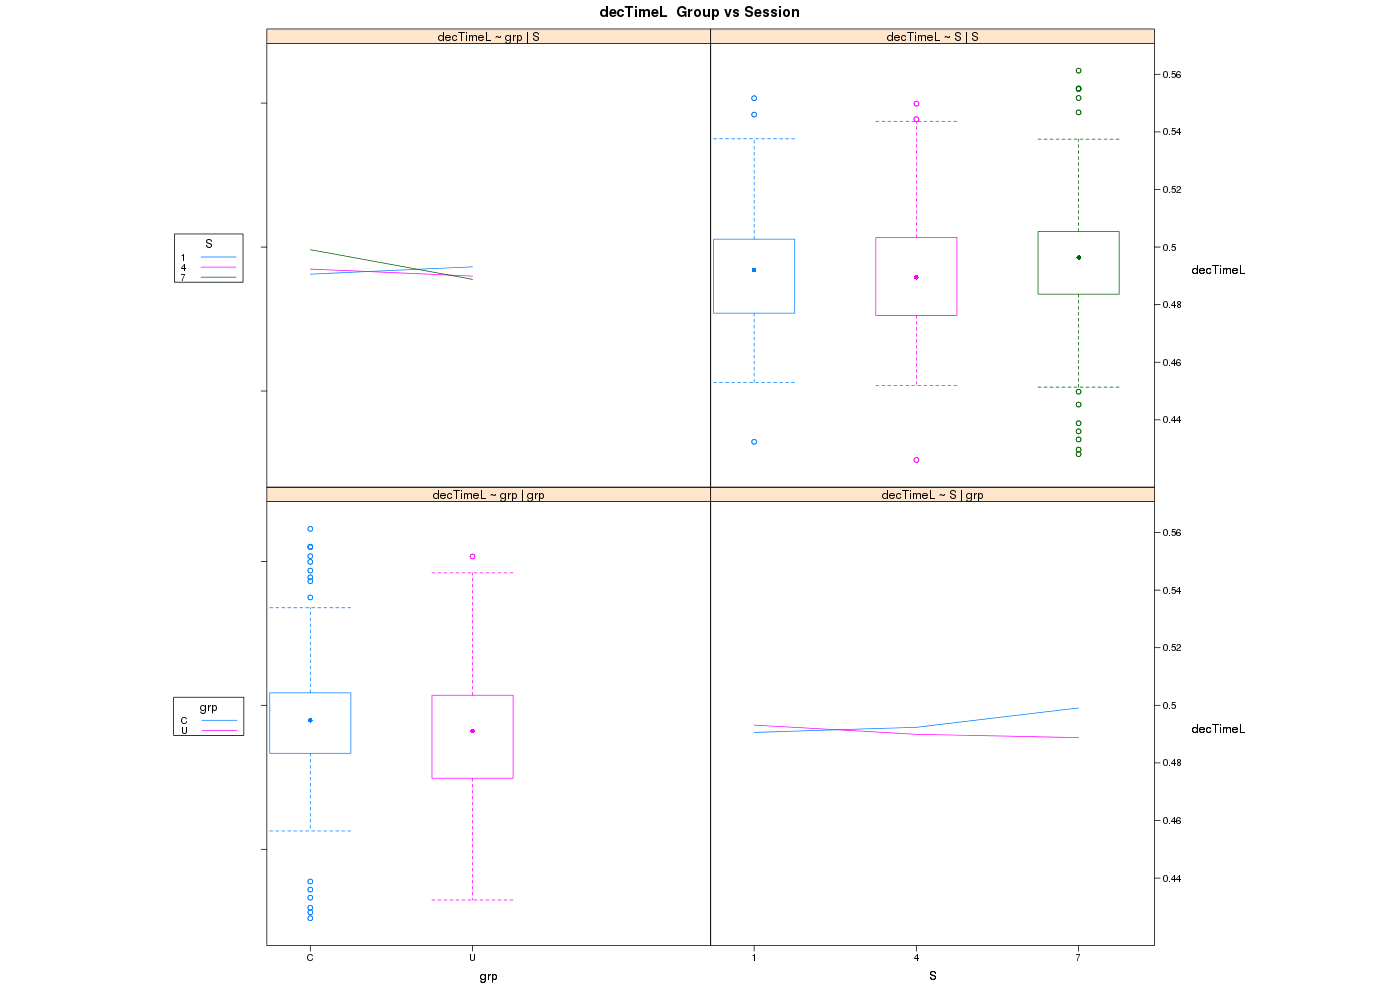 decTimeL  Group vs Session
decTimeL ~ grp | S
decTimeL ~ S | S
0.56
0.54
0.52
0.5
0.48
0.46
0.44
decTimeL
S
1
4
7
decTimeL ~ grp | grp
decTimeL ~ S | grp
0.56
0.54
0.52
0.5
0.48
0.46
0.44
decTimeL
grp
C
U
C U
grp
1 4 7
S